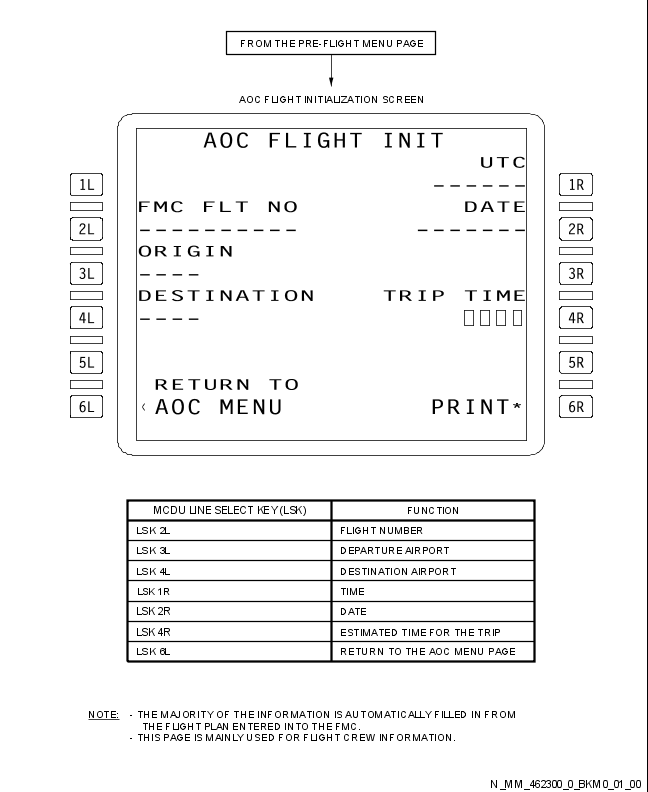 FROM THE PRE-FLIGHT MENU PAGE
AOC FLIGHT INITIALIZATION SCREEN
AOC FLIGHT INIT
UTC
1L ------ 1R
FMC FLT NO DATE
2L ---------- ------- 2R
ORIGIN
3L ---- 3R
DESTINATION TRIP TIME
4L ---- ▯▯▯▯ 4R
5L 5R
RETURN TO
6L <AOC MENU PRINT* 6R
MCDU LINE SELECT KEY (LSK) FUNCTION
LSK 2L FLIGHT NUMBER
LSK 3L DEPARTURE AIRPORT
LSK 4L DESTINATION AIRPORT
LSK 1R TIME
LSK 2R DATE
LSK 4R ESTIMATED TIME FOR THE TRIP
LSK 6L RETURN TO THE AOC MENU PAGE
NOTE: - THE MAJORITY OF THE INFORMATION IS AUTOMATICALLY FILLED IN FROM
THE FLIGHT PLAN ENTERED INTO THE FMC.
- THIS PAGE IS MAINLY USED FOR FLIGHT CREW INFORMATION.
N_MM_462300_0_BKM0_01_00